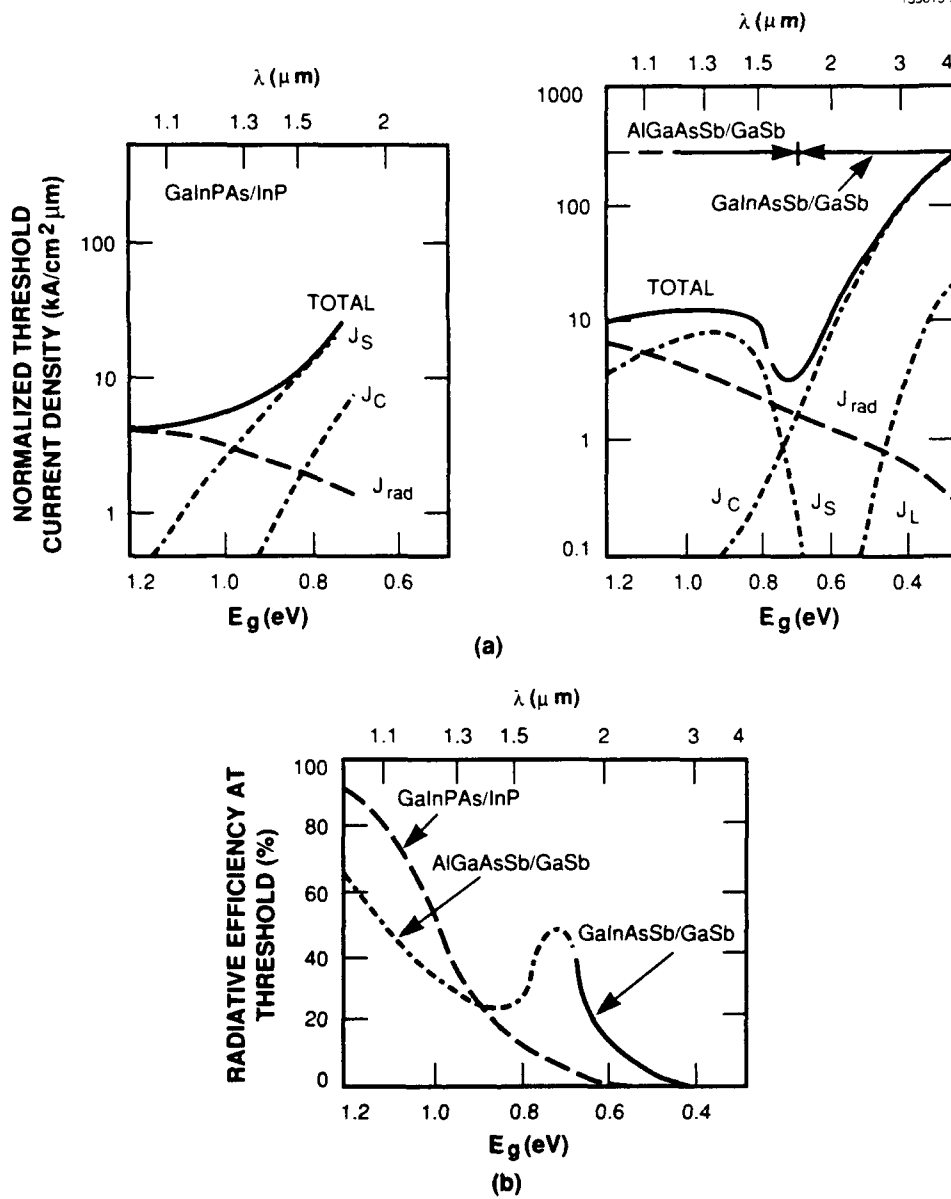 λ (μ m)
1.1 1.3 1.5 2
GaInPAs/InP
NORMALIZED THRESHOLD
CURRENT DENSITY (kA/cm² μm)
100
10
1
TOTAL
J_S
J_C
J_rad
1.2 1.0 0.8 0.6
E_g (eV)
λ (μ m)
1.1 1.3 1.5 2 3 4
1000
100
10
1
0.1
AlGaAsSb/GaSb
GaInAsSb/GaSb
TOTAL
J_rad
J_C
J_S
J_L
1.2 1.0 0.8 0.6 0.4
E_g (eV)
(a)
λ (μ m)
1.1 1.3 1.5 2 3 4
RADIATIVE EFFICIENCY AT
THRESHOLD (%)
100
80
60
40
20
0
GaInPAs/InP
AlGaAsSb/GaSb
GaInAsSb/GaSb
1.2 1.0 0.8 0.6 0.4
E_g (eV)
(b)